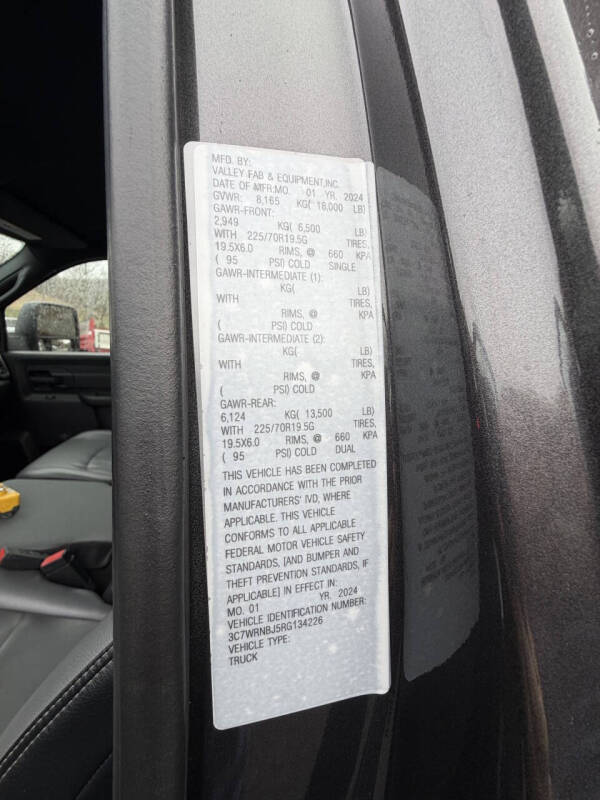 MFD. BY:
VALLEY FAB & EQUIPMENT,INC.
DATE OF MFR:MO. 01 YR. 2024
GVWR: 8,165 KG( 18,000 LB)
GAWR-FRONT:
2,949 KG( 6,500 LB)
WITH 225/70R19.5G TIRES,
19.5X6.0 RIMS, @ 660 KPA
( 95 PSI) COLD SINGLE
GAWR-INTERMEDIATE (1):
KG( LB)
WITH TIRES,
RIMS, @ KPA
( PSI) COLD
GAWR-INTERMEDIATE (2):
KG( LB)
WITH TIRES,
RIMS, @ KPA
( PSI) COLD
GAWR-REAR:
6,124 KG( 13,500 LB)
WITH 225/70R19.5G TIRES,
19.5X6.0 RIMS, @ 660 KPA
( 95 PSI) COLD DUAL
THIS VEHICLE HAS BEEN COMPLETED
IN ACCORDANCE WITH THE PRIOR
MANUFACTURERS' IVD, WHERE
APPLICABLE. THIS VEHICLE
CONFORMS TO ALL APPLICABLE
FEDERAL MOTOR VEHICLE SAFETY
STANDARDS, [AND BUMPER AND
THEFT PREVENTION STANDARDS, IF
APPLICABLE] IN EFFECT IN:
MO. 01 YR. 2024
VEHICLE IDENTIFICATION NUMBER:
3C7WRNBJ5RG134226
VEHICLE TYPE:
TRUCK